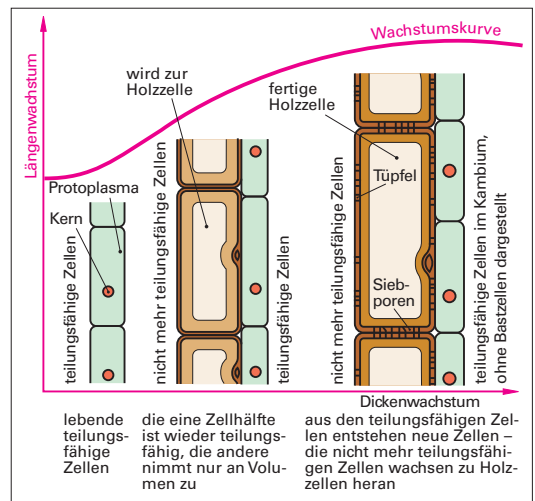 Wachstumskurve
Längenwachstum
wird zur
Holzzelle
fertige
Holzzelle
Protoplasma
Kern
Tüpfel
Sieb-
poren
teilungsfähige Zellen
nicht mehr teilungsfähige Zellen
teilungsfähige Zellen
nicht mehr teilungsfähige Zellen
teilungsfähige Zellen im Kambium,
ohne Bastzellen dargestellt
Dickenwachstum
lebende
teilungs-
fähige
Zellen
die eine Zellhälfte
ist wieder teilungs-
fähig, die andere
nimmt nur an Volu-
men zu
aus den teilungsfähigen Zel-
len entstehen neue Zellen –
die nicht mehr teilungsfähi-
gen Zellen wachsen zu Holz-
zellen heran